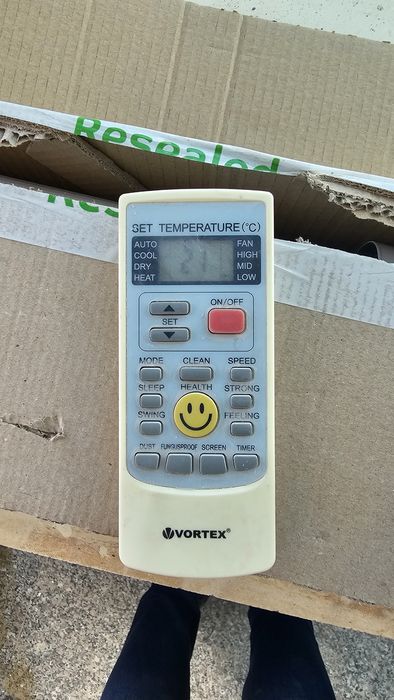 Resealed
SET TEMPERATURE(°C)
AUTO
COOL
DRY
HEAT
FAN
HIGH
MID
LOW
ON/OFF
SET
MODE CLEAN SPEED
SLEEP HEALTH STRONG
SWING FEELING
DUST FUNGUSPROOF SCREEN TIMER
VORTEX®